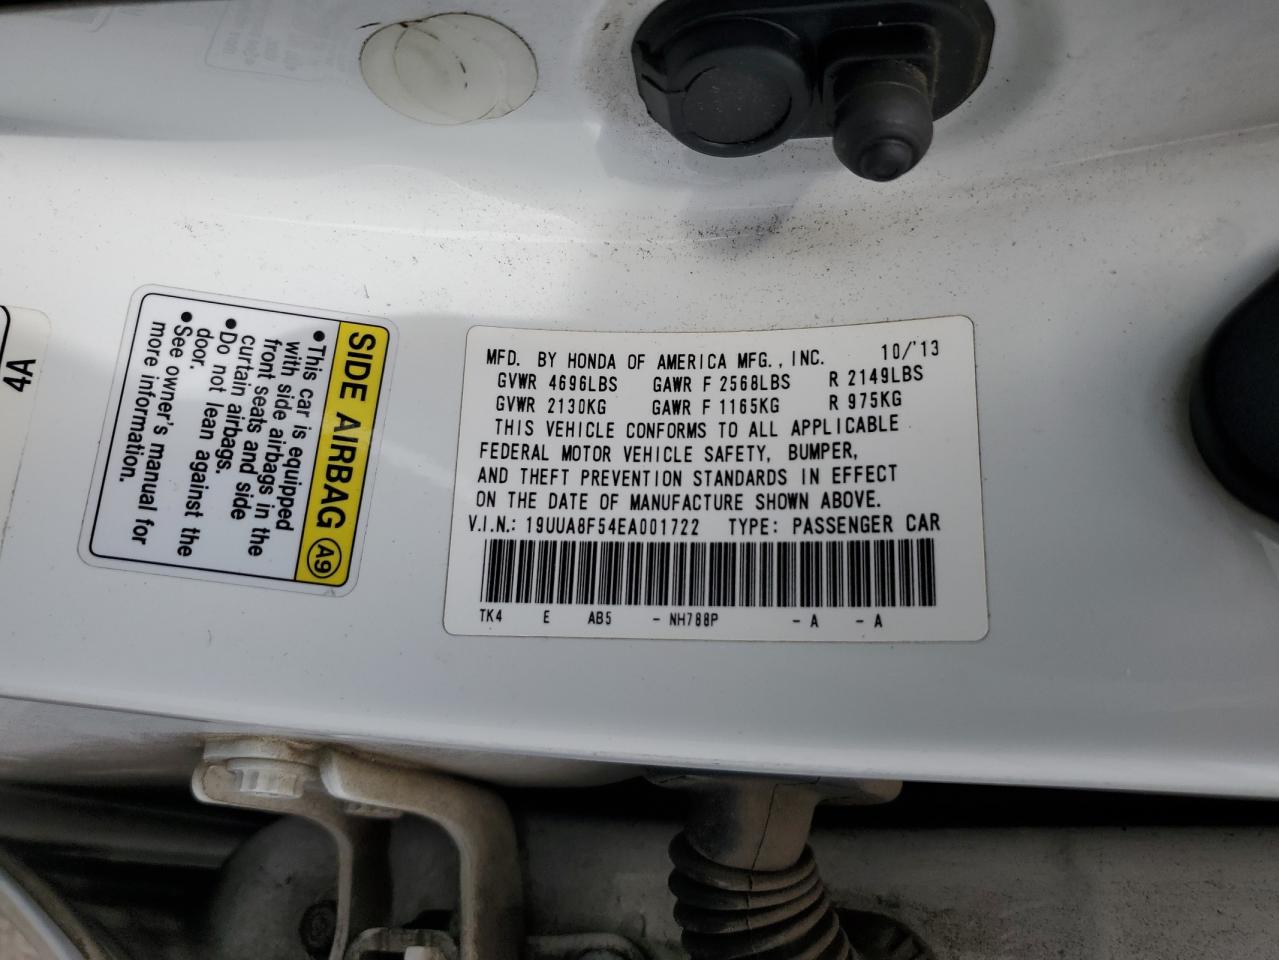 4A
SIDE AIRBAG A9
•This car is equipped
with side airbags in the
front seats and side
curtain airbags.
•Do not lean against the
door.
•See owner's manual for
more information.
MFD. BY HONDA OF AMERICA MFG., INC. 10/'13
GVWR 4696LBS GAWR F 2568LBS R 2149LBS
GVWR 2130KG GAWR F 1165KG R 975KG
THIS VEHICLE CONFORMS TO ALL APPLICABLE
FEDERAL MOTOR VEHICLE SAFETY, BUMPER,
AND THEFT PREVENTION STANDARDS IN EFFECT
ON THE DATE OF MANUFACTURE SHOWN ABOVE.
V.I.N.: 19UUA8F54EA001722 TYPE: PASSENGER CAR
TK4 E AB5 - NH788P - A - A